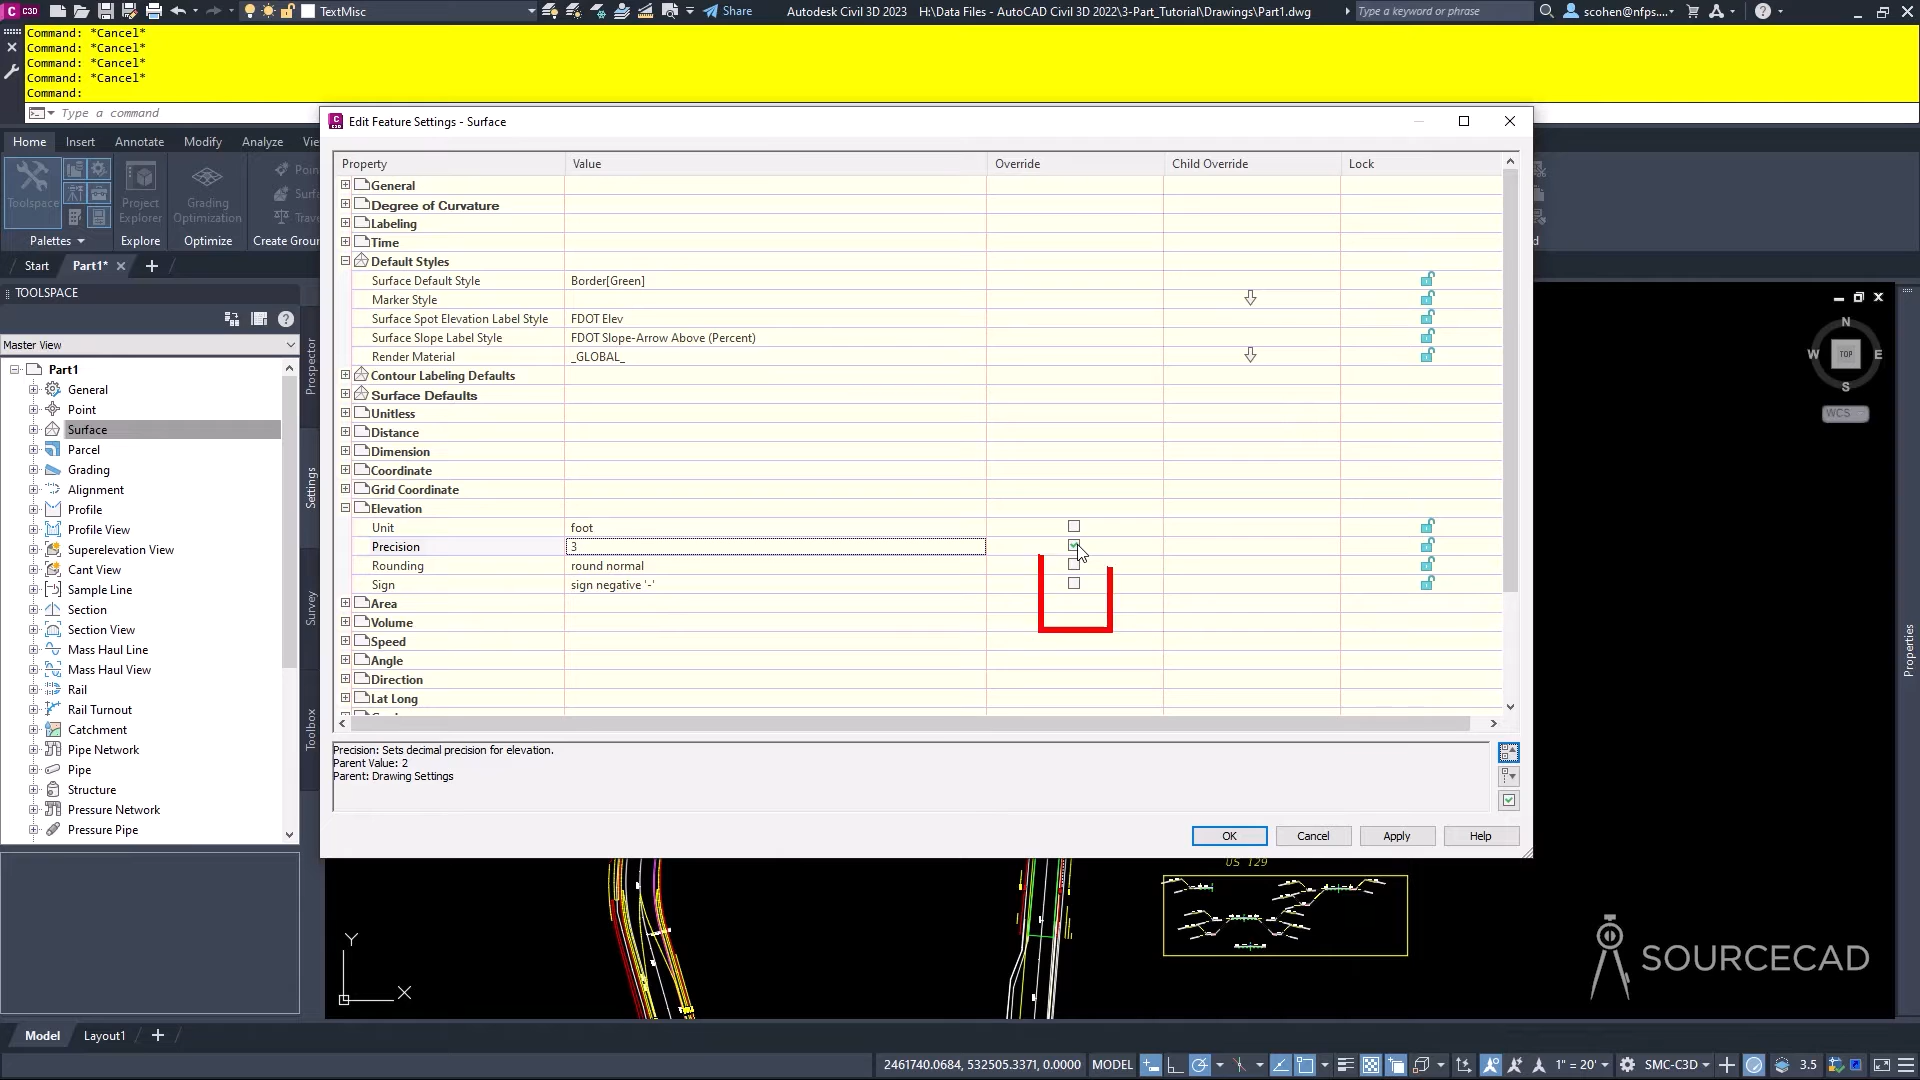 C3D TextMisc Share Autodesk Civil 3D 2023 H:\Data Files - AutoCAD Civil 3D 2022\3-Part_Tutorial\Drawings\Part1.dwg Type a keyword or phrase scohen@nfps....
Command: *Cancel*
Command: *Cancel*
Command: *Cancel*
Command: *Cancel*
Command:
Type a command
Edit Feature Settings - Surface
Home Insert Annotate Modify Analyze
Toolspace
Project Explorer
Grading Optimization
Palettes Explore Optimize Create Grou
Start Part1* +
TOOLSPACE
Master View
Part1
General
Point
Surface
Parcel
Grading
Alignment
Profile
Profile View
Superelevation View
Cant View
Sample Line
Section
Section View
Mass Haul Line
Mass Haul View
Rail
Rail Turnout
Catchment
Pipe Network
Pipe
Structure
Pressure Network
Pressure Pipe
Prospector
Settings
Survey
Toolbox
Property Value Override Child Override Lock
General
Degree of Curvature
Labeling
Time
Default Styles
Surface Default Style Border[Green]
Marker Style
Surface Spot Elevation Label Style FDOT Elev
Surface Slope Label Style FDOT Slope-Arrow Above (Percent)
Render Material _GLOBAL_
Contour Labeling Defaults
Surface Defaults
Unitless
Distance
Dimension
Coordinate
Grid Coordinate
Elevation
Unit foot
Precision 3
Rounding round normal
Sign sign negative '-'
Area
Volume
Speed
Angle
Direction
Lat Long
Precision: Sets decimal precision for elevation.
Parent Value: 2
Parent: Drawing Settings
OK Cancel Apply Help
N
W TOP E
S
WCS
Properties
US 129
Y
X
SOURCECAD
Model Layout1 +
2461740.0684, 532505.3371, 0.0000 MODEL 1" = 20' SMC-C3D 3.5